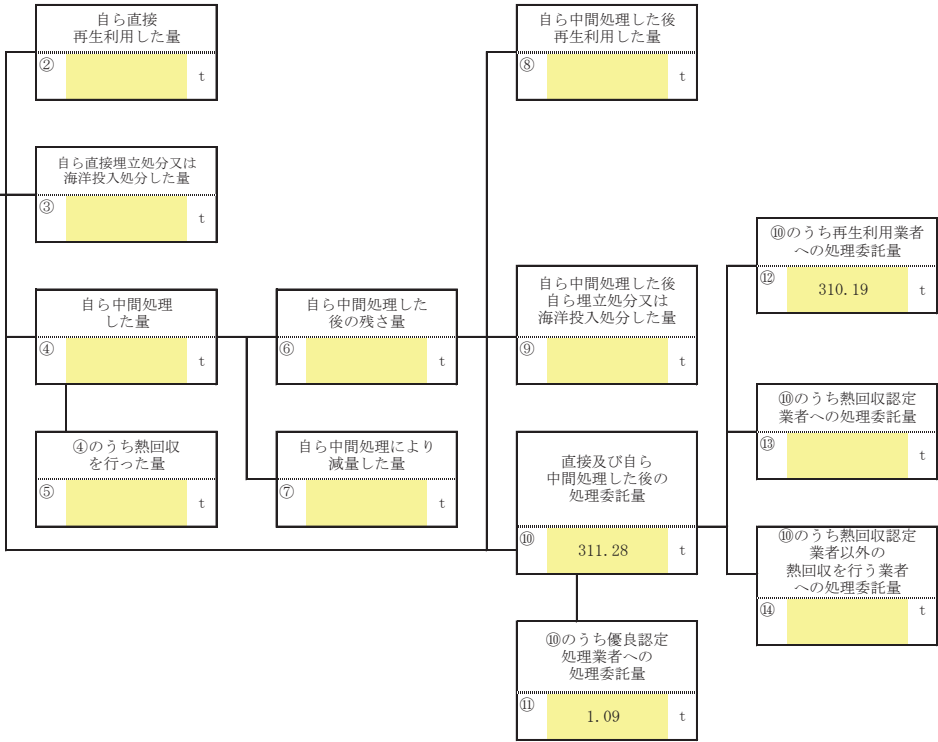 自ら直接
再生利用した量
②
t
自ら中間処理した後
再生利用した量
⑧
t
自ら直接埋立処分又は
海洋投入処分した量
③
t
⑩のうち再生利用業者
への処理委託量
⑫
310.19
t
自ら中間処理
した量
④
t
自ら中間処理した
後の残さ量
⑥
t
自ら中間処理した後
自ら埋立処分又は
海洋投入処分した量
⑨
t
⑩のうち熱回収認定
業者への処理委託量
⑬
t
④のうち熱回収
を行った量
⑤
t
自ら中間処理により
減量した量
⑦
t
直接及び自ら
中間処理した後の
処理委託量
⑩
311.28
t
⑩のうち熱回収認定
業者以外の
熱回収を行う業者
への処理委託量
⑭
t
⑩のうち優良認定
処理業者への
処理委託量
⑪
1.09
t